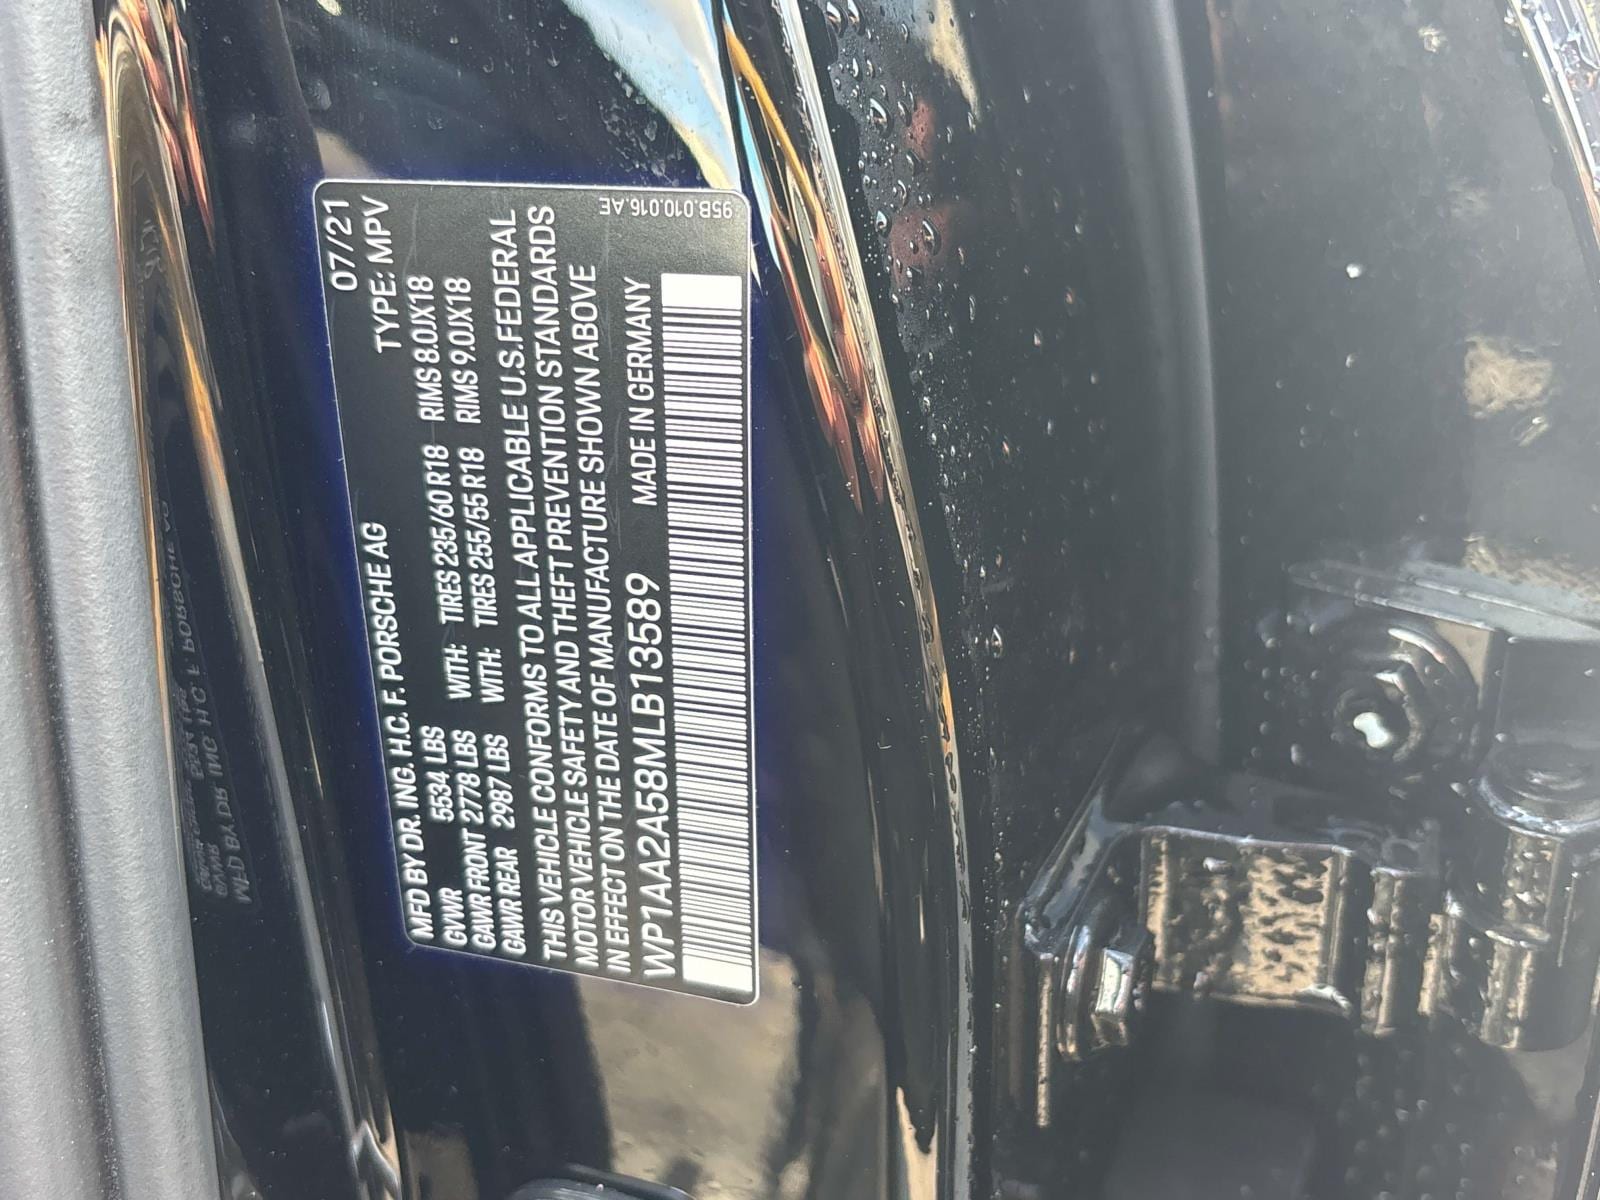 07/21
TYPE: MPV
MFD BY DR. ING. H.C. F. PORSCHE AG
GVWR 5534 LBS WITH: TIRES 235/60 R18 RIMS 8.0JX18
GAWR FRONT 2778 LBS WITH: TIRES 255/55 R18 RIMS 9.0JX18
GAWR REAR 2987 LBS
THIS VEHICLE CONFORMS TO ALL APPLICABLE U.S.FEDERAL
MOTOR VEHICLE SAFETY AND THEFT PREVENTION STANDARDS
IN EFFECT ON THE DATE OF MANUFACTURE SHOWN ABOVE
WP1AA2A58MLB13589 MADE IN GERMANY
95B.010.016.AE